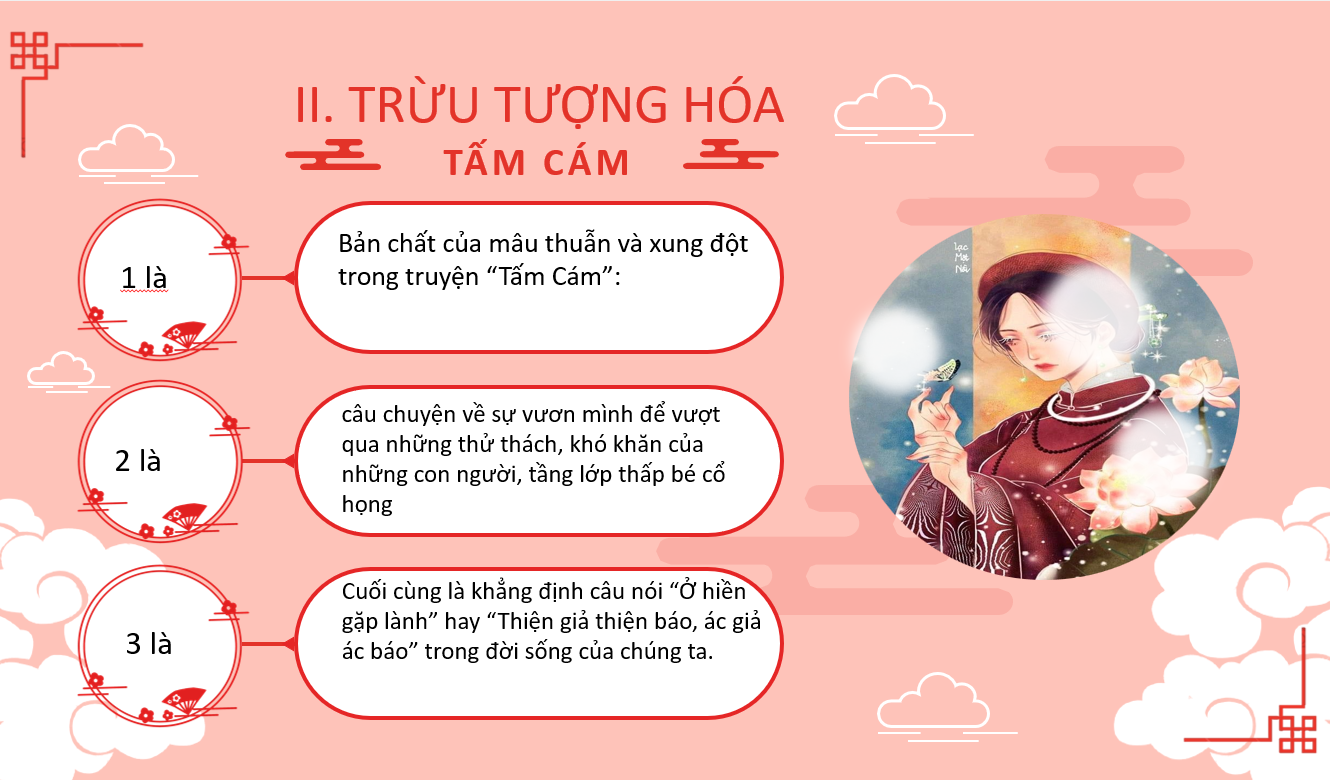 II. TRỪU TƯỢNG HÓA
TẤM CÁM
1 là
Bản chất của mâu thuẫn và xung đột
trong truyện “Tấm Cám”:
2 là
câu chuyện về sự vươn mình để vượt
qua những thử thách, khó khăn của
những con người, tầng lớp thấp bé cổ
họng
3 là
Cuối cùng là khẳng định câu nói “Ở hiền
gặp lành” hay “Thiện giả thiện báo, ác giả
ác báo” trong đời sống của chúng ta.
lạc
Mơ
Nữ